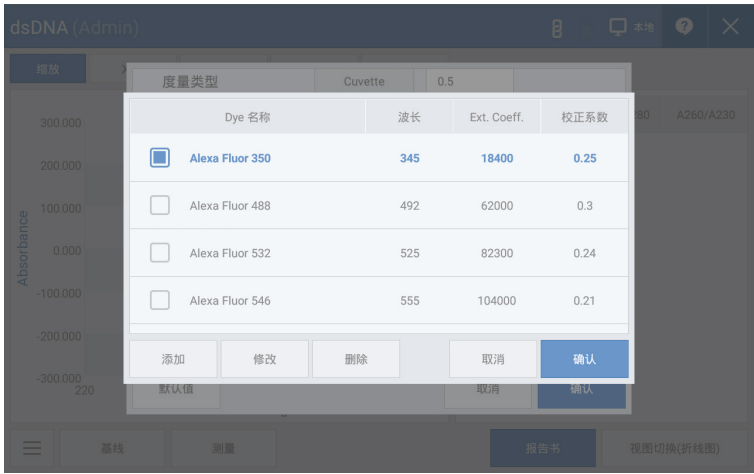 dsDNA (Admin)
本地
缩放
度量类型 Cuvette 0.5
A260/A230
Dye 名称 波长 Ext. Coeff. 校正系数
Alexa Fluor 350 345 18400 0.25
Alexa Fluor 488 492 62000 0.3
Alexa Fluor 532 525 82300 0.24
Alexa Fluor 546 555 104000 0.21
添加 修改 删除 取消 确认
默认值 取消 确认
Absorbance
300.000
200.000
100.000
0.000
-100.000
-200.000
-300.000
220
基线 测量 报告书 视图切换(折线图)